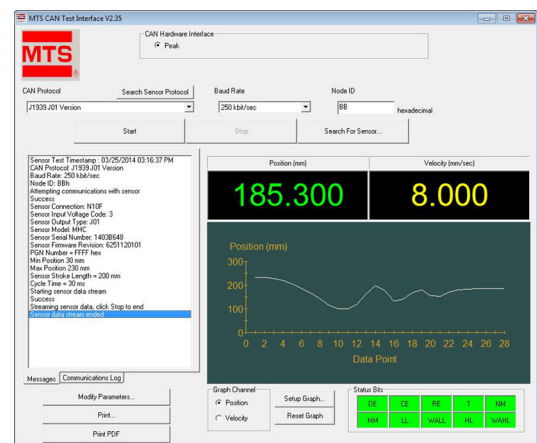 MTS CAN Test Interface V2.35
CAN Hardware Interface
Peak
MTS
®
CAN Protocol
Search Sensor Protocol
Baud Rate
Node ID
J1939 J01 Version
250 kbit/sec
BB
hexadecimal
Start
Stop
Search For Sensor...
Sensor Test Timestamp : 03/25/2014 03:16:37 PM
CAN Protocol: J1939 J01 Version
Baud Rate: 250 kbit/sec
Node ID: BBh
Attempting communications with sensor
Success
Sensor Connection: N10F
Sensor Input Voltage Code: 3
Sensor Output Type: J01
Sensor Model: MHC
Sensor Serial Number: 1403B648
Sensor Firmware Revision: 6251120101
PGN Number = FFFF hex
Min Position 30 mm
Max Position 230 mm
Sensor Stroke Length = 200 mm
Cycle Time = 30 ms
Starting sensor data stream
Success
Streaming sensor data, click Stop to end
Sensor data stream ended
Messages
Communications Log
Position (mm)
Velocity (mm/sec)
185.300
8.000
Position (mm)
300
200
100
0
0 2 4 6 8 10 12 14 16 18 20 22 24 26 28
Data Point
Modify Parameters...
Print...
Print PDF
Graph Channel
Position
Velocity
Setup Graph...
Reset Graph
Status Bits
DE CE RE T NM
MM LL WALL HL WAHL